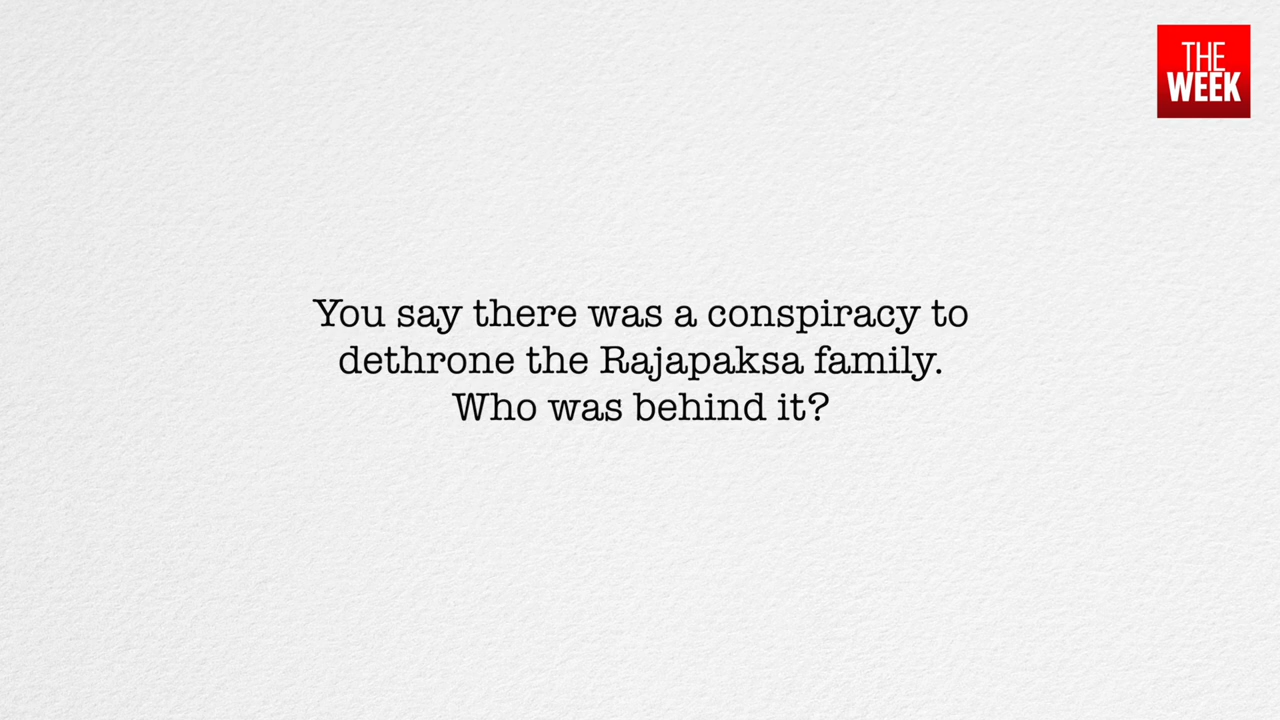 THE
WEEK
You say there was a conspiracy to
dethrone the Rajapaksa family.
Who was behind it?